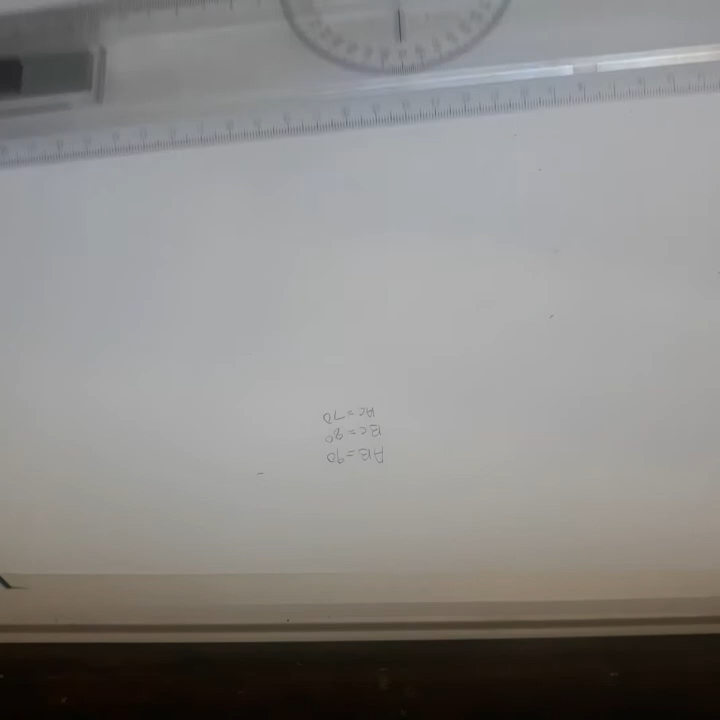 AB = 90
BC = 80
AC = 70